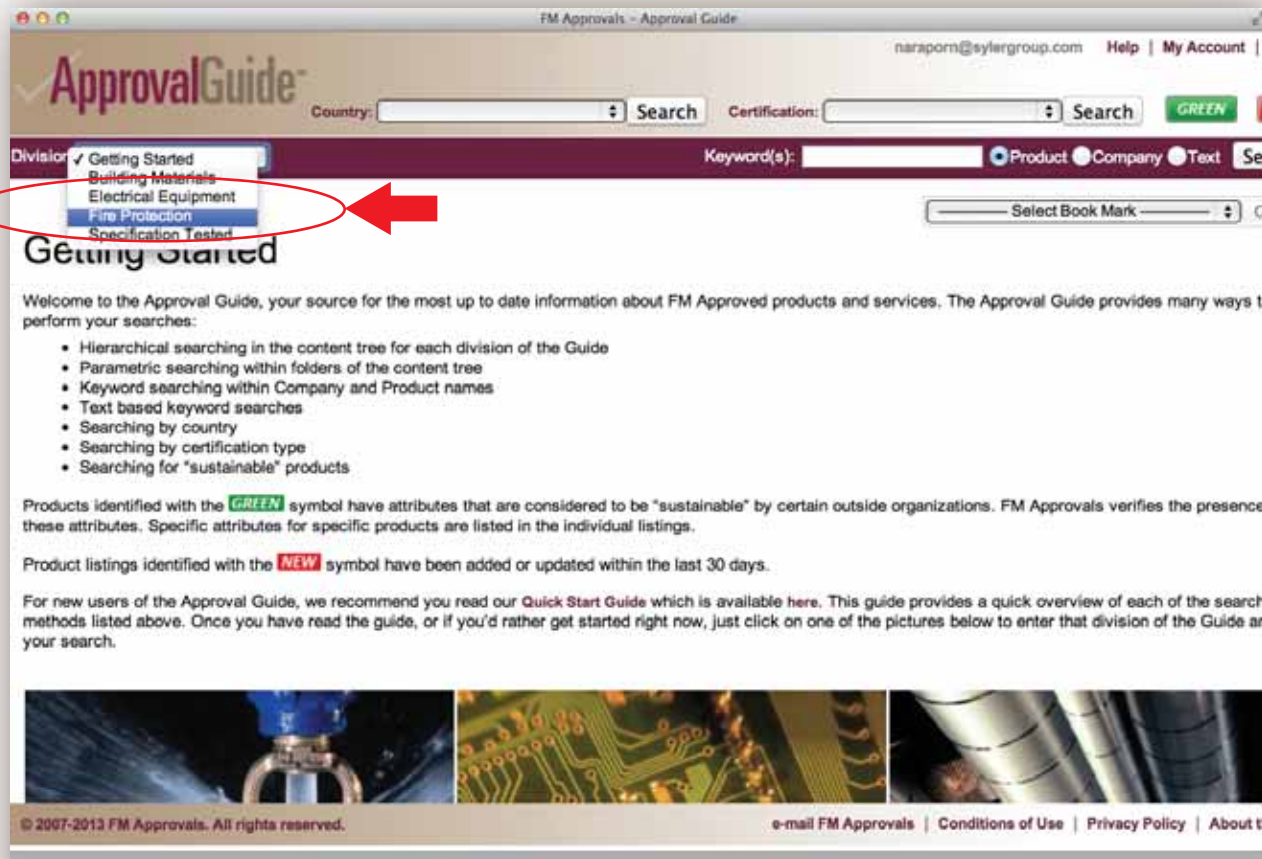 FM Approvals - Approval Guide
naraporn@sylergroup.com Help | My Account |
ApprovalGuide
Country: Search Certification: Search GREEN
Division ✓ Getting Started Keyword(s): Product Company Text Se
Building Materials
Electrical Equipment
Fire Protection
Specification Tested
Select Book Mark
Getting Started
Welcome to the Approval Guide, your source for the most up to date information about FM Approved products and services. The Approval Guide provides many ways t
perform your searches:
• Hierarchical searching in the content tree for each division of the Guide
• Parametric searching within folders of the content tree
• Keyword searching within Company and Product names
• Text based keyword searches
• Searching by country
• Searching by certification type
• Searching for "sustainable" products
Products identified with the GREEN symbol have attributes that are considered to be "sustainable" by certain outside organizations. FM Approvals verifies the presence
these attributes. Specific attributes for specific products are listed in the individual listings.
Product listings identified with the NEW symbol have been added or updated within the last 30 days.
For new users of the Approval Guide, we recommend you read our Quick Start Guide which is available here. This guide provides a quick overview of each of the search
methods listed above. Once you have read the guide, or if you'd rather get started right now, just click on one of the pictures below to enter that division of the Guide an
your search.
© 2007-2013 FM Approvals. All rights reserved. e-mail FM Approvals | Conditions of Use | Privacy Policy | About t